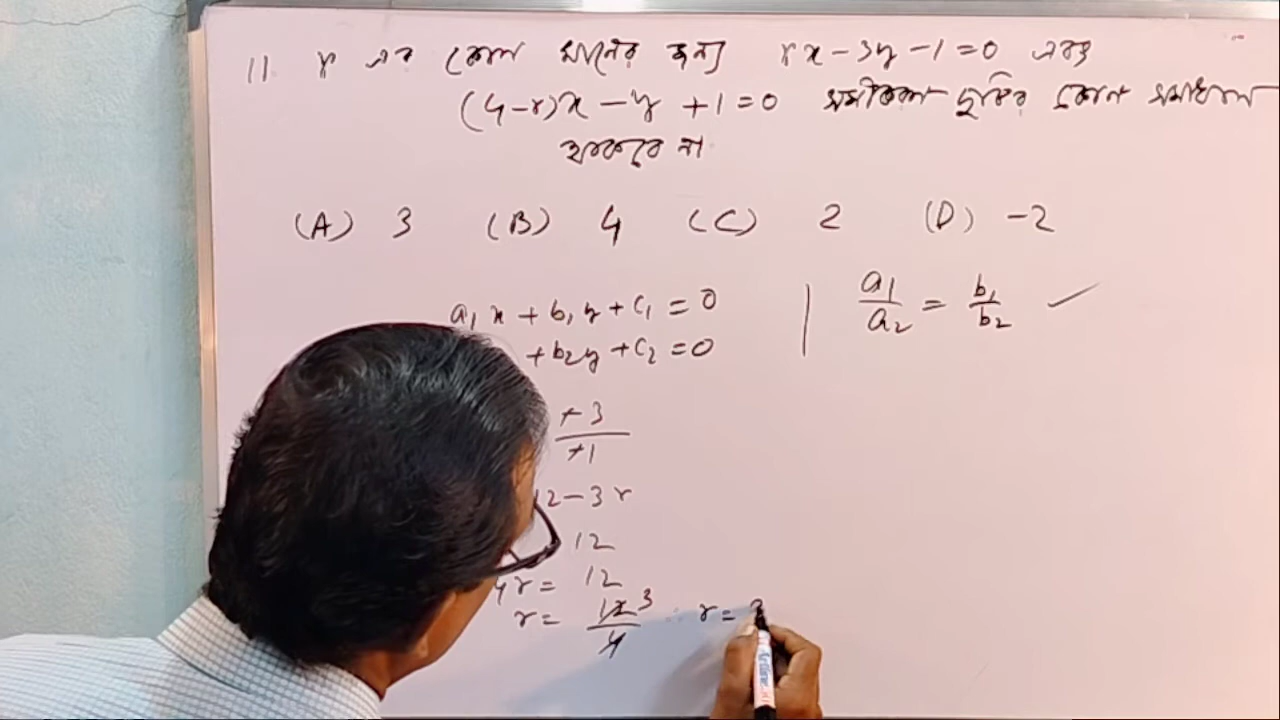 11. r এর কোন মানের জন্য rx - 3y - 1 = 0 এবং
(4-r)x - y + 1 = 0 সমীকরণ দুটির কোন সমাধান
থাকবে না
(A) 3 (B) 4 (C) 2 (D) -2
a₁x + b₁y + c₁ = 0 | a₁/a₂ = b₁/b₂ ✓
+ b₂y + c₂ = 0
-3/-1
12 - 3r
12
4r = 12
r = 12/4 3 ∴ r = 3